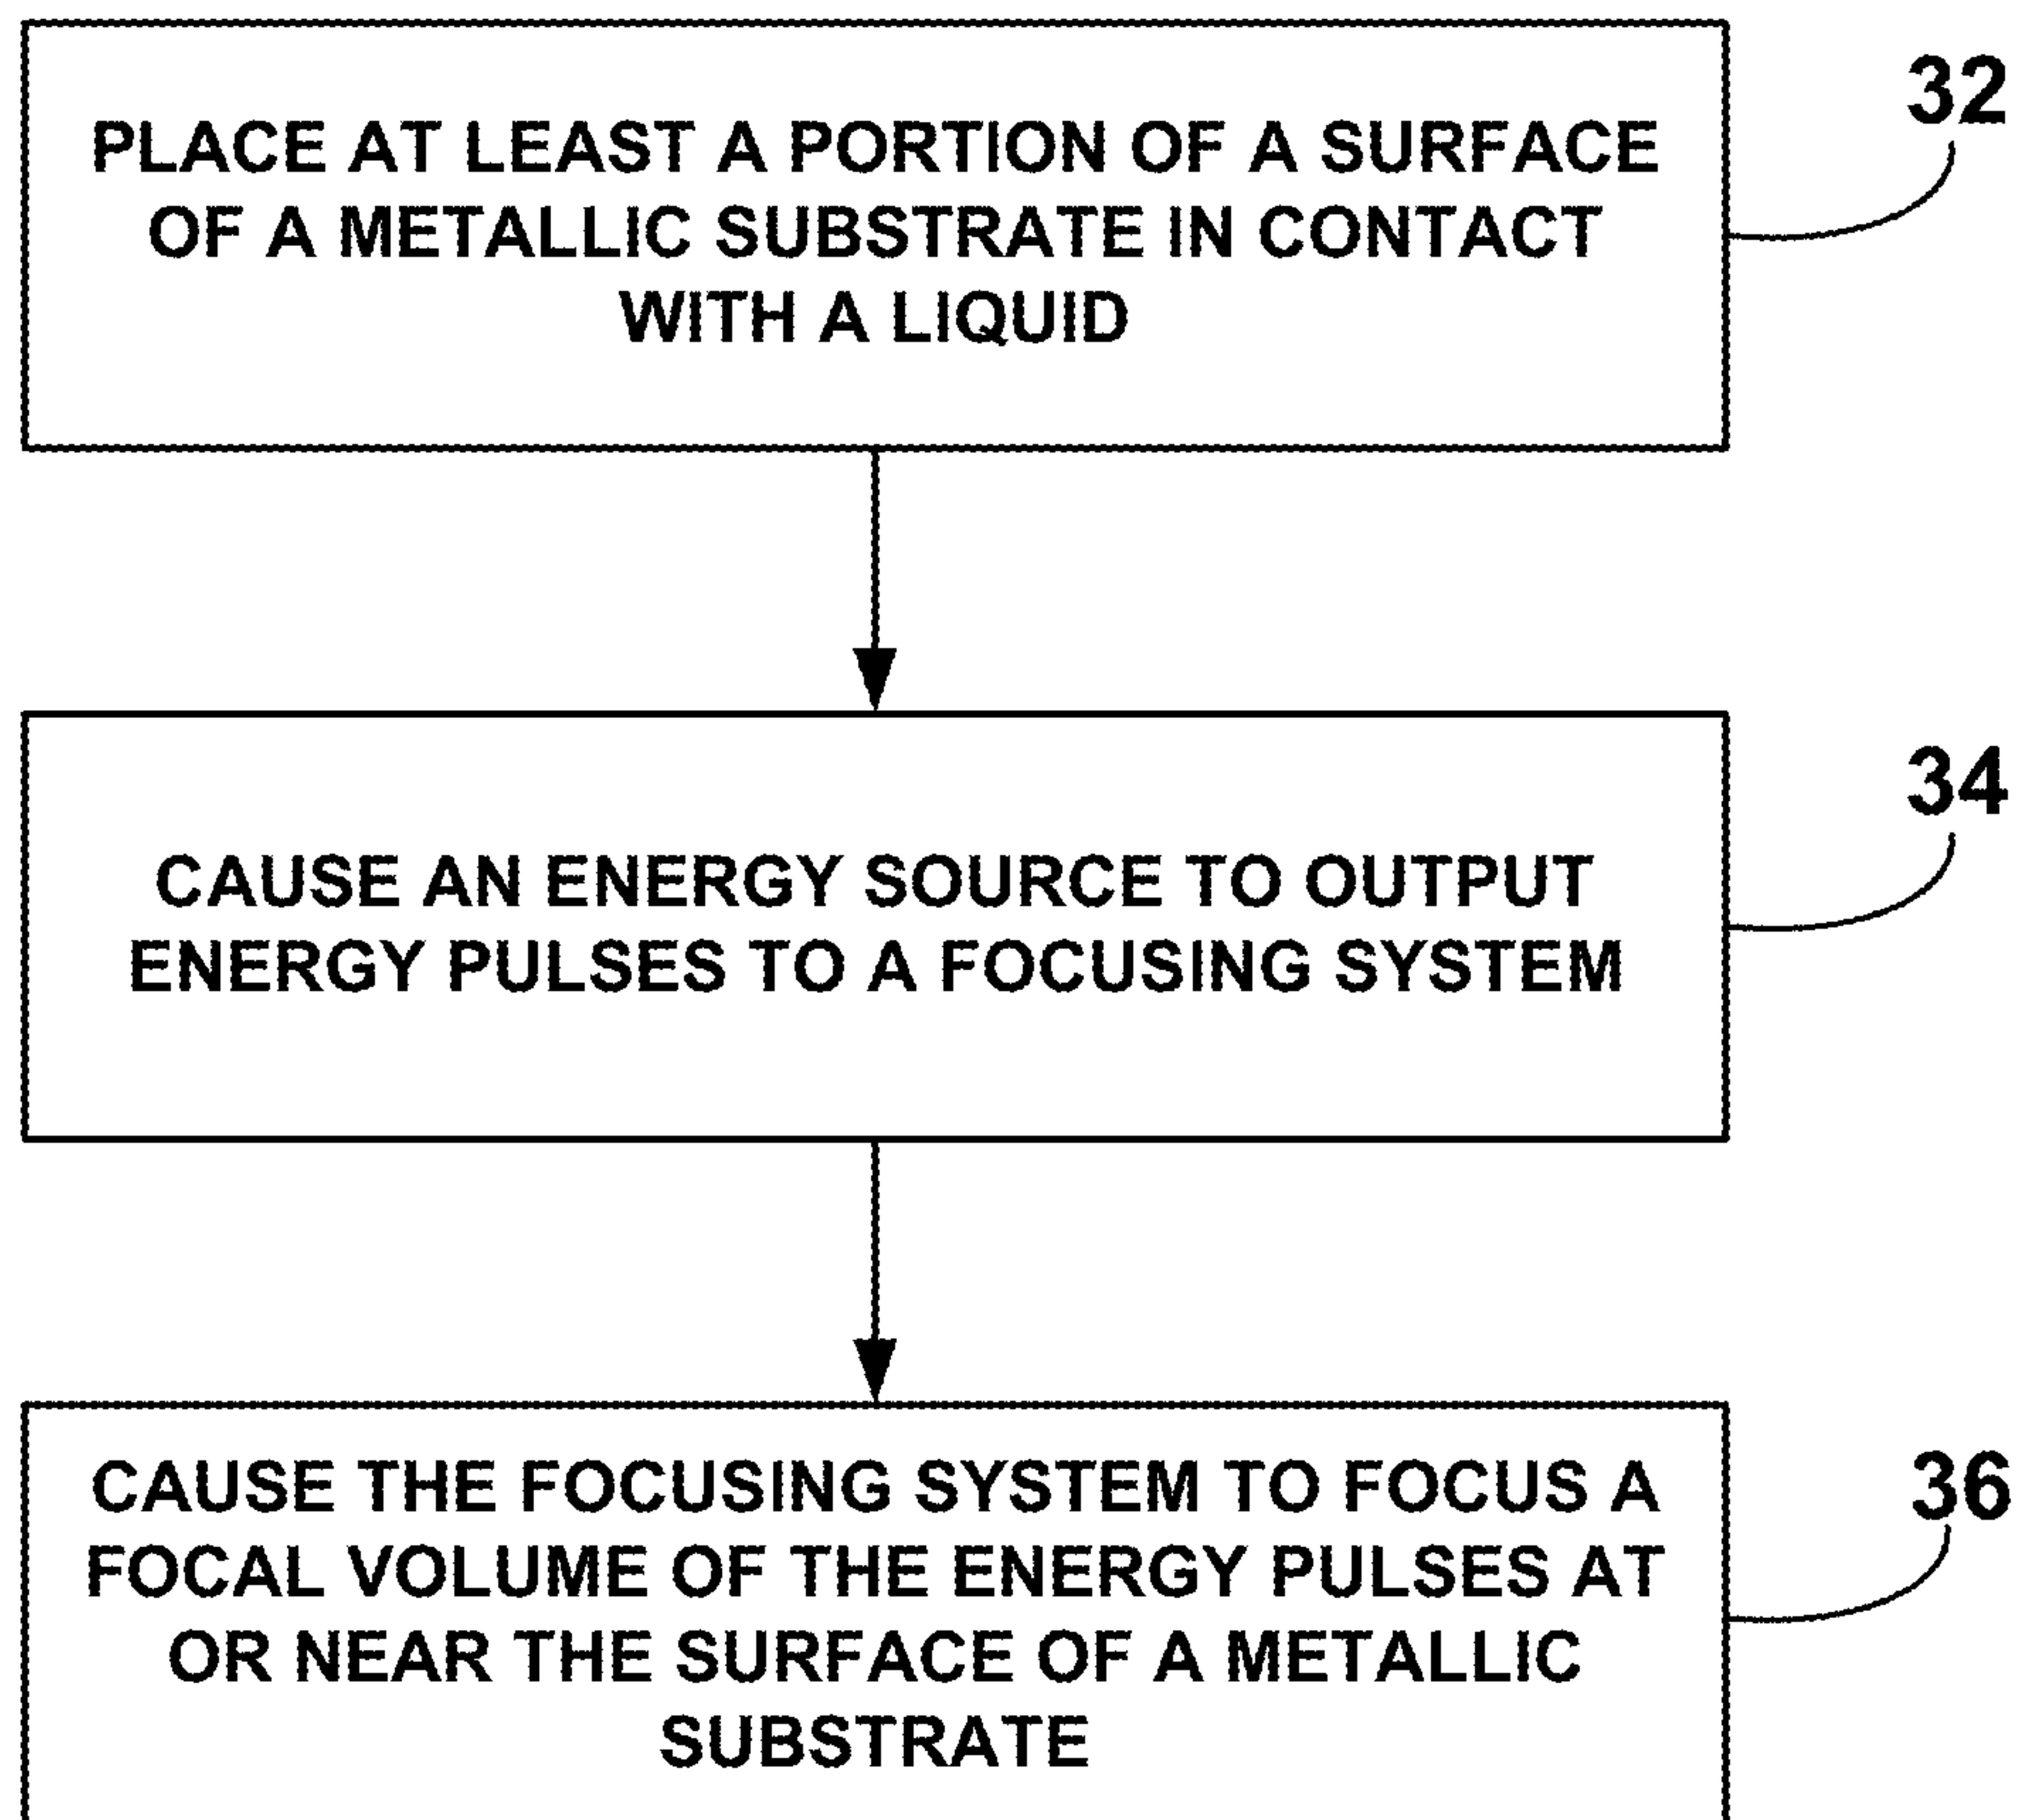 PLACE AT LEAST A PORTION OF A SURFACE
OF A METALLIC SUBSTRATE IN CONTACT
WITH A LIQUID
32
CAUSE AN ENERGY SOURCE TO OUTPUT
ENERGY PULSES TO A FOCUSING SYSTEM
34
CAUSE THE FOCUSING SYSTEM TO FOCUS A
FOCAL VOLUME OF THE ENERGY PULSES AT
OR NEAR THE SURFACE OF A METALLIC
SUBSTRATE
36